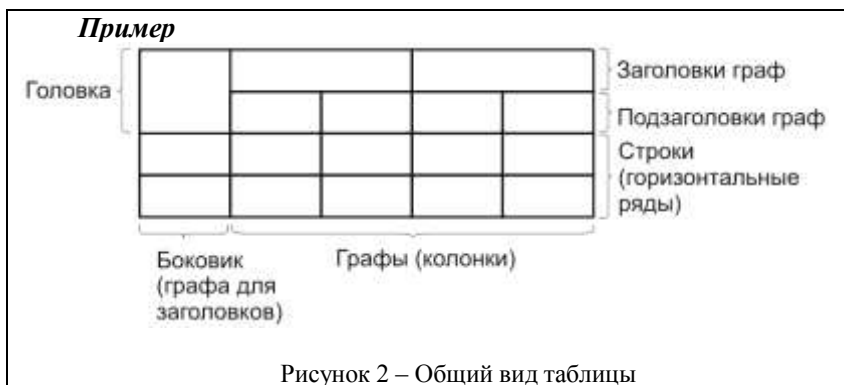 Пример
Головка
Заголовки граф
Подзаголовки граф
Строки
(горизонтальные
ряды)
Боковик
(графа для
заголовков)
Графы (колонки)
Рисунок 2 – Общий вид таблицы